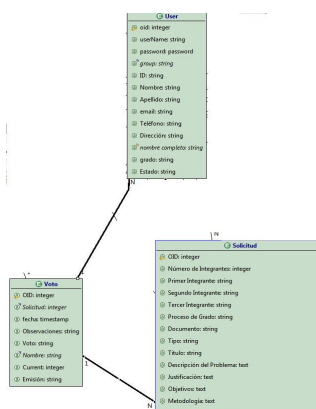 User
oid: integer
userName: string
password: password
group: string
ID: string
Nombre: string
Apellido: string
email: string
Teléfono: string
Dirección: string
nombre completo: string
grado: string
Estado: string
N
N
Voto
OID: integer
Solicitud: integer
fecha: timestamp
Observaciones: string
Voto: string
Nombre: string
Current: integer
Emisión: string
1
N
Solicitud
OID: integer
Número de Integrantes: integer
Primer Integrante: string
Segundo Integrante: string
Tercer Integrante: string
Proceso de Grado: string
Documento: string
Tipo: string
Título: string
Descripción del Problema: text
Justificación: text
Objetivos: text
Metodología: text